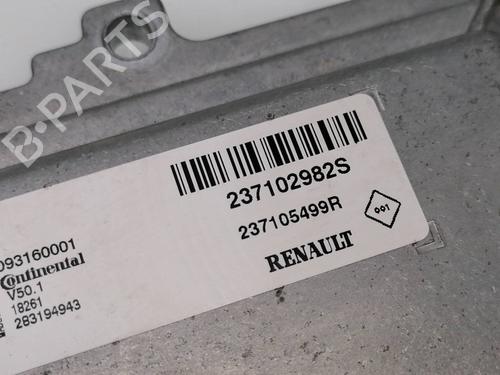 B-PARTS
237102982S
237105499R
RENAULT
001
093160001
Continental
V50.1
18261
283194943